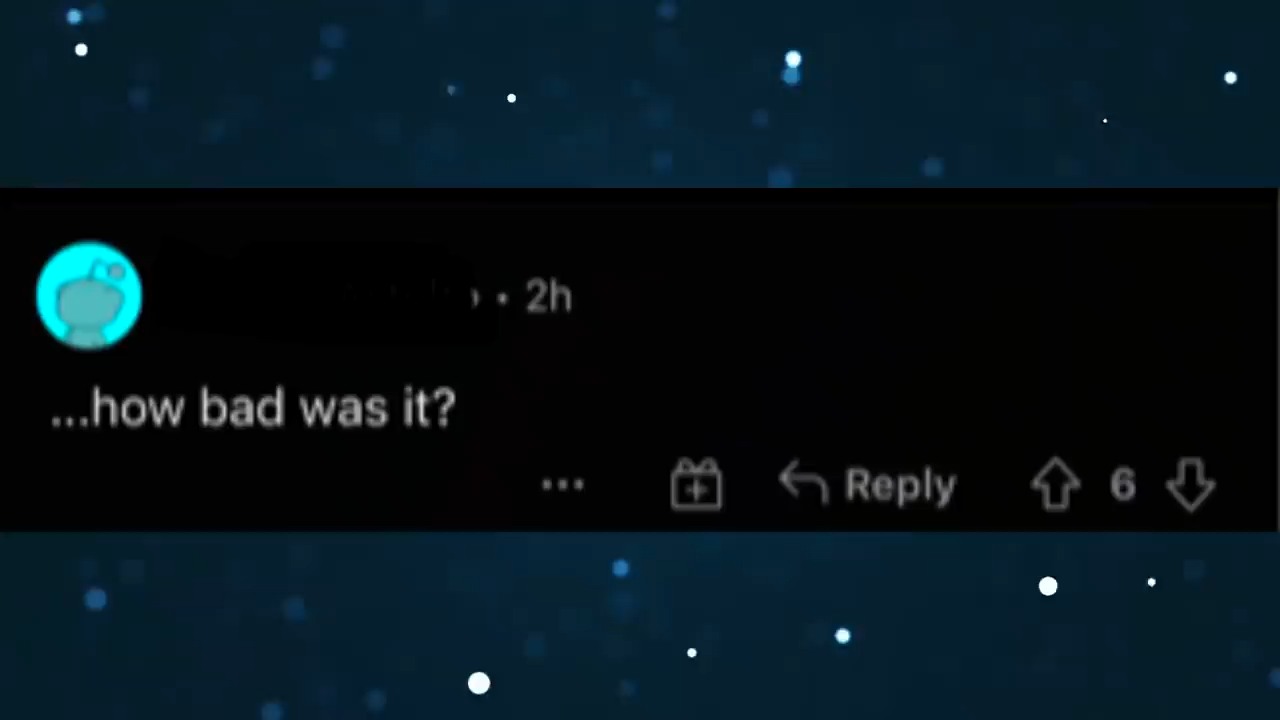 • 2h
...how bad was it?
... Reply 6